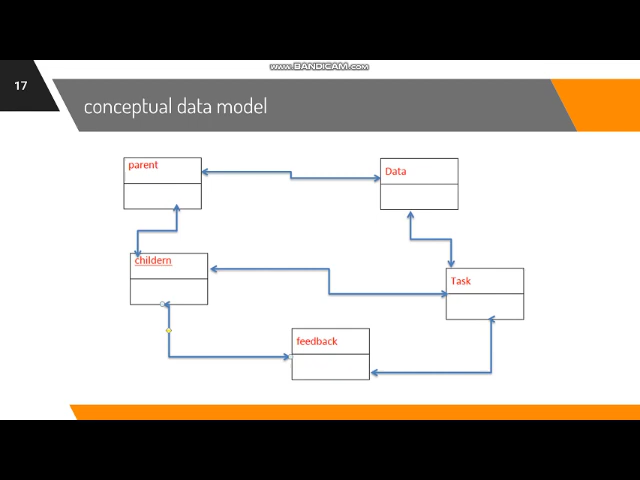 www.BANDICAM.com
17
conceptual data model
parent
Data
childern
Task
feedback